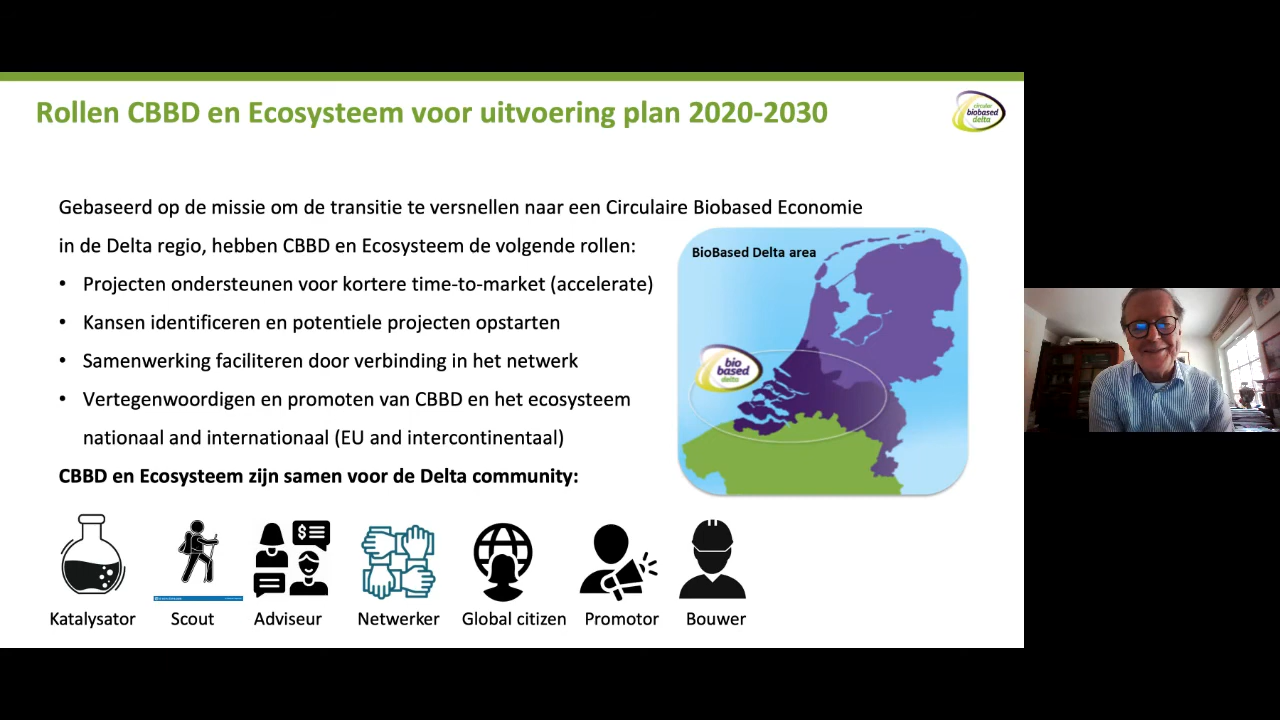 Rollen CBBD en Ecosysteem voor uitvoering plan 2020-2030
circulair
biobased
delta
Gebaseerd op de missie om de transitie te versnellen naar een Circulaire Biobased Economie
in de Delta regio, hebben CBBD en Ecosysteem de volgende rollen:
• Projecten ondersteunen voor kortere time-to-market (accelerate)
• Kansen identificeren en potentiele projecten opstarten
• Samenwerking faciliteren door verbinding in het netwerk
• Vertegenwoordigen en promoten van CBBD en het ecosysteem
nationaal and internationaal (EU and intercontinentaal)
CBBD en Ecosysteem zijn samen voor de Delta community:
BioBased Delta area
bio
based
delta
$
Katalysator
Scout
Adviseur
Netwerker
Global citizen
Promotor
Bouwer